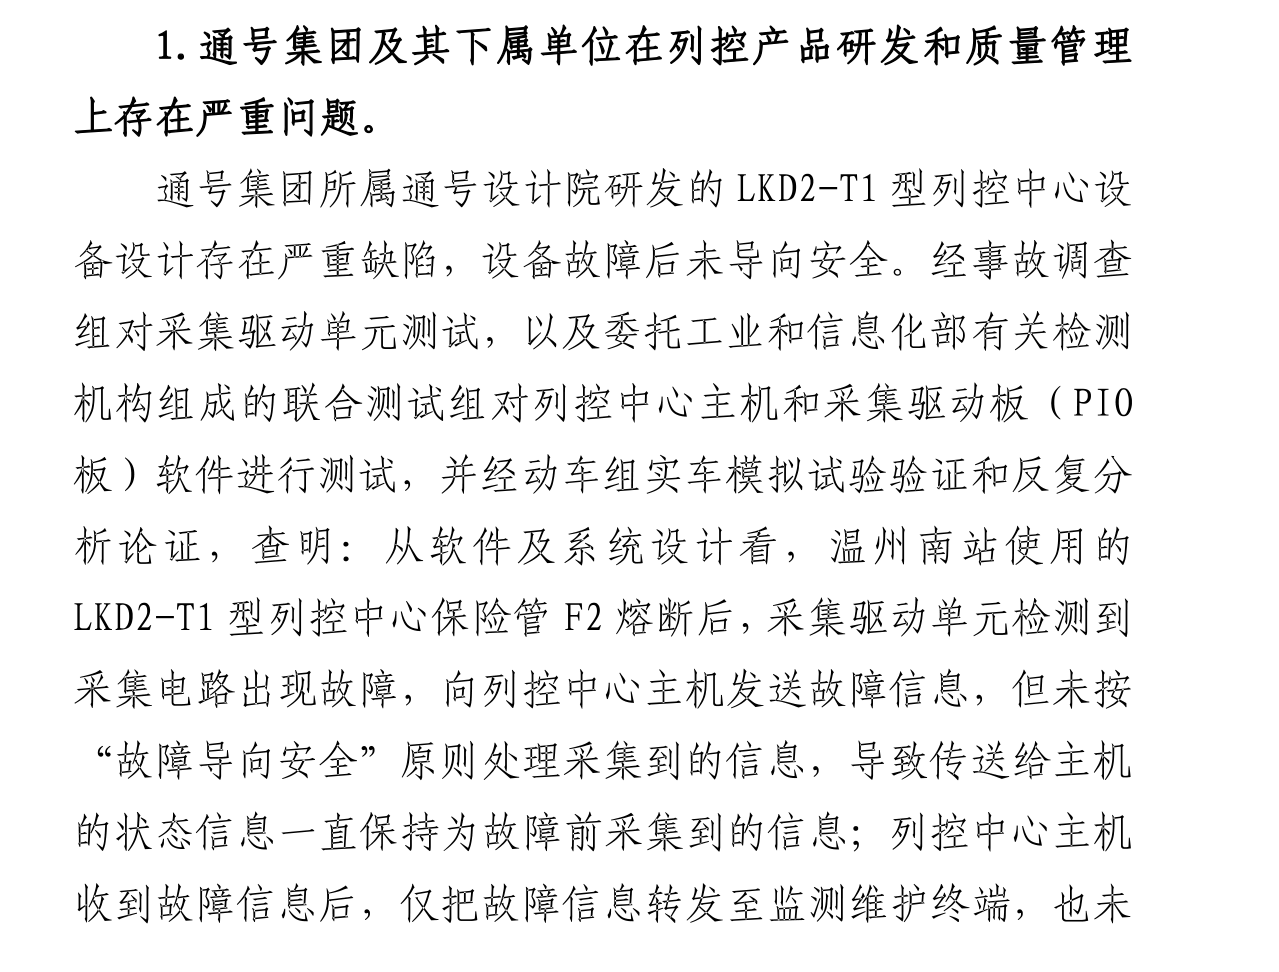 1.通号集团及其下属单位在列控产品研发和质量管理
上存在严重问题。
通号集团所属通号设计院研发的 LKD2-T1 型列控中心设
备设计存在严重缺陷，设备故障后未导向安全。经事故调查
组对采集驱动单元测试，以及委托工业和信息化部有关检测
机构组成的联合测试组对列控中心主机和采集驱动板（PIO
板）软件进行测试，并经动车组实车模拟试验验证和反复分
析论证，查明：从软件及系统设计看，温州南站使用的
LKD2-T1 型列控中心保险管 F2 熔断后，采集驱动单元检测到
采集电路出现故障，向列控中心主机发送故障信息，但未按
“故障导向安全”原则处理采集到的信息，导致传送给主机
的状态信息一直保持为故障前采集到的信息；列控中心主机
收到故障信息后，仅把故障信息转发至监测维护终端，也未